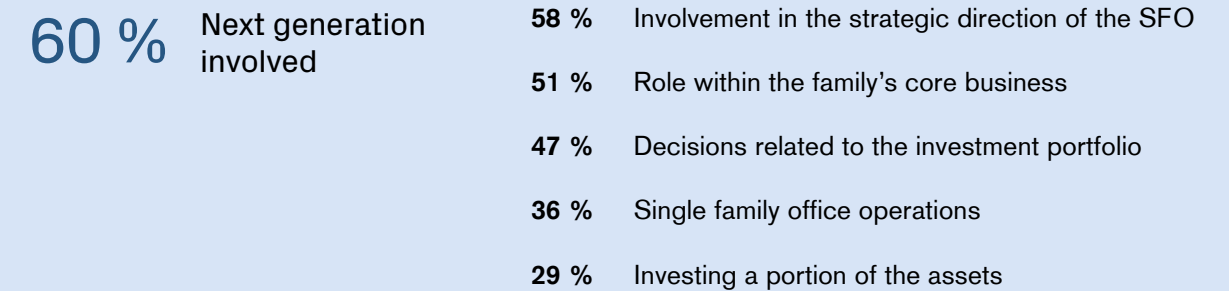 60 %
Next generation
involved
58 % Involvement in the strategic direction of the SFO
51 % Role within the family's core business
47 % Decisions related to the investment portfolio
36 % Single family office operations
29 % Investing a portion of the assets